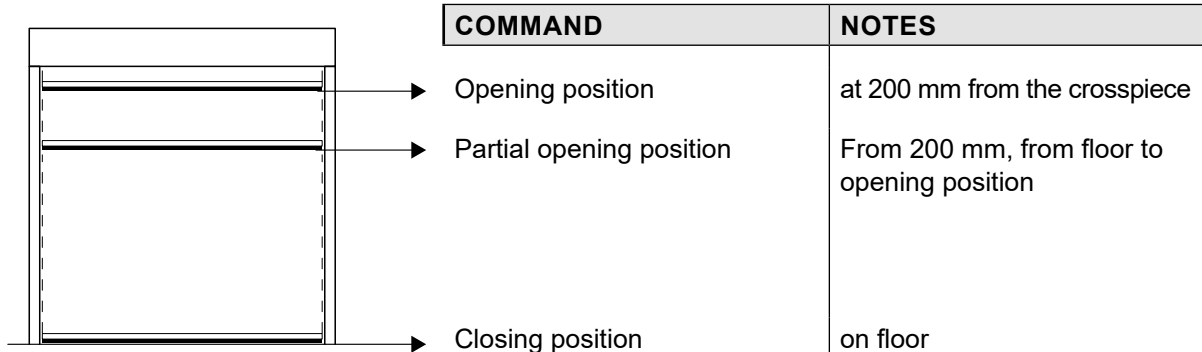 COMMAND NOTES
Opening position at 200 mm from the crosspiece
Partial opening position From 200 mm, from floor to
opening position
Closing position on floor